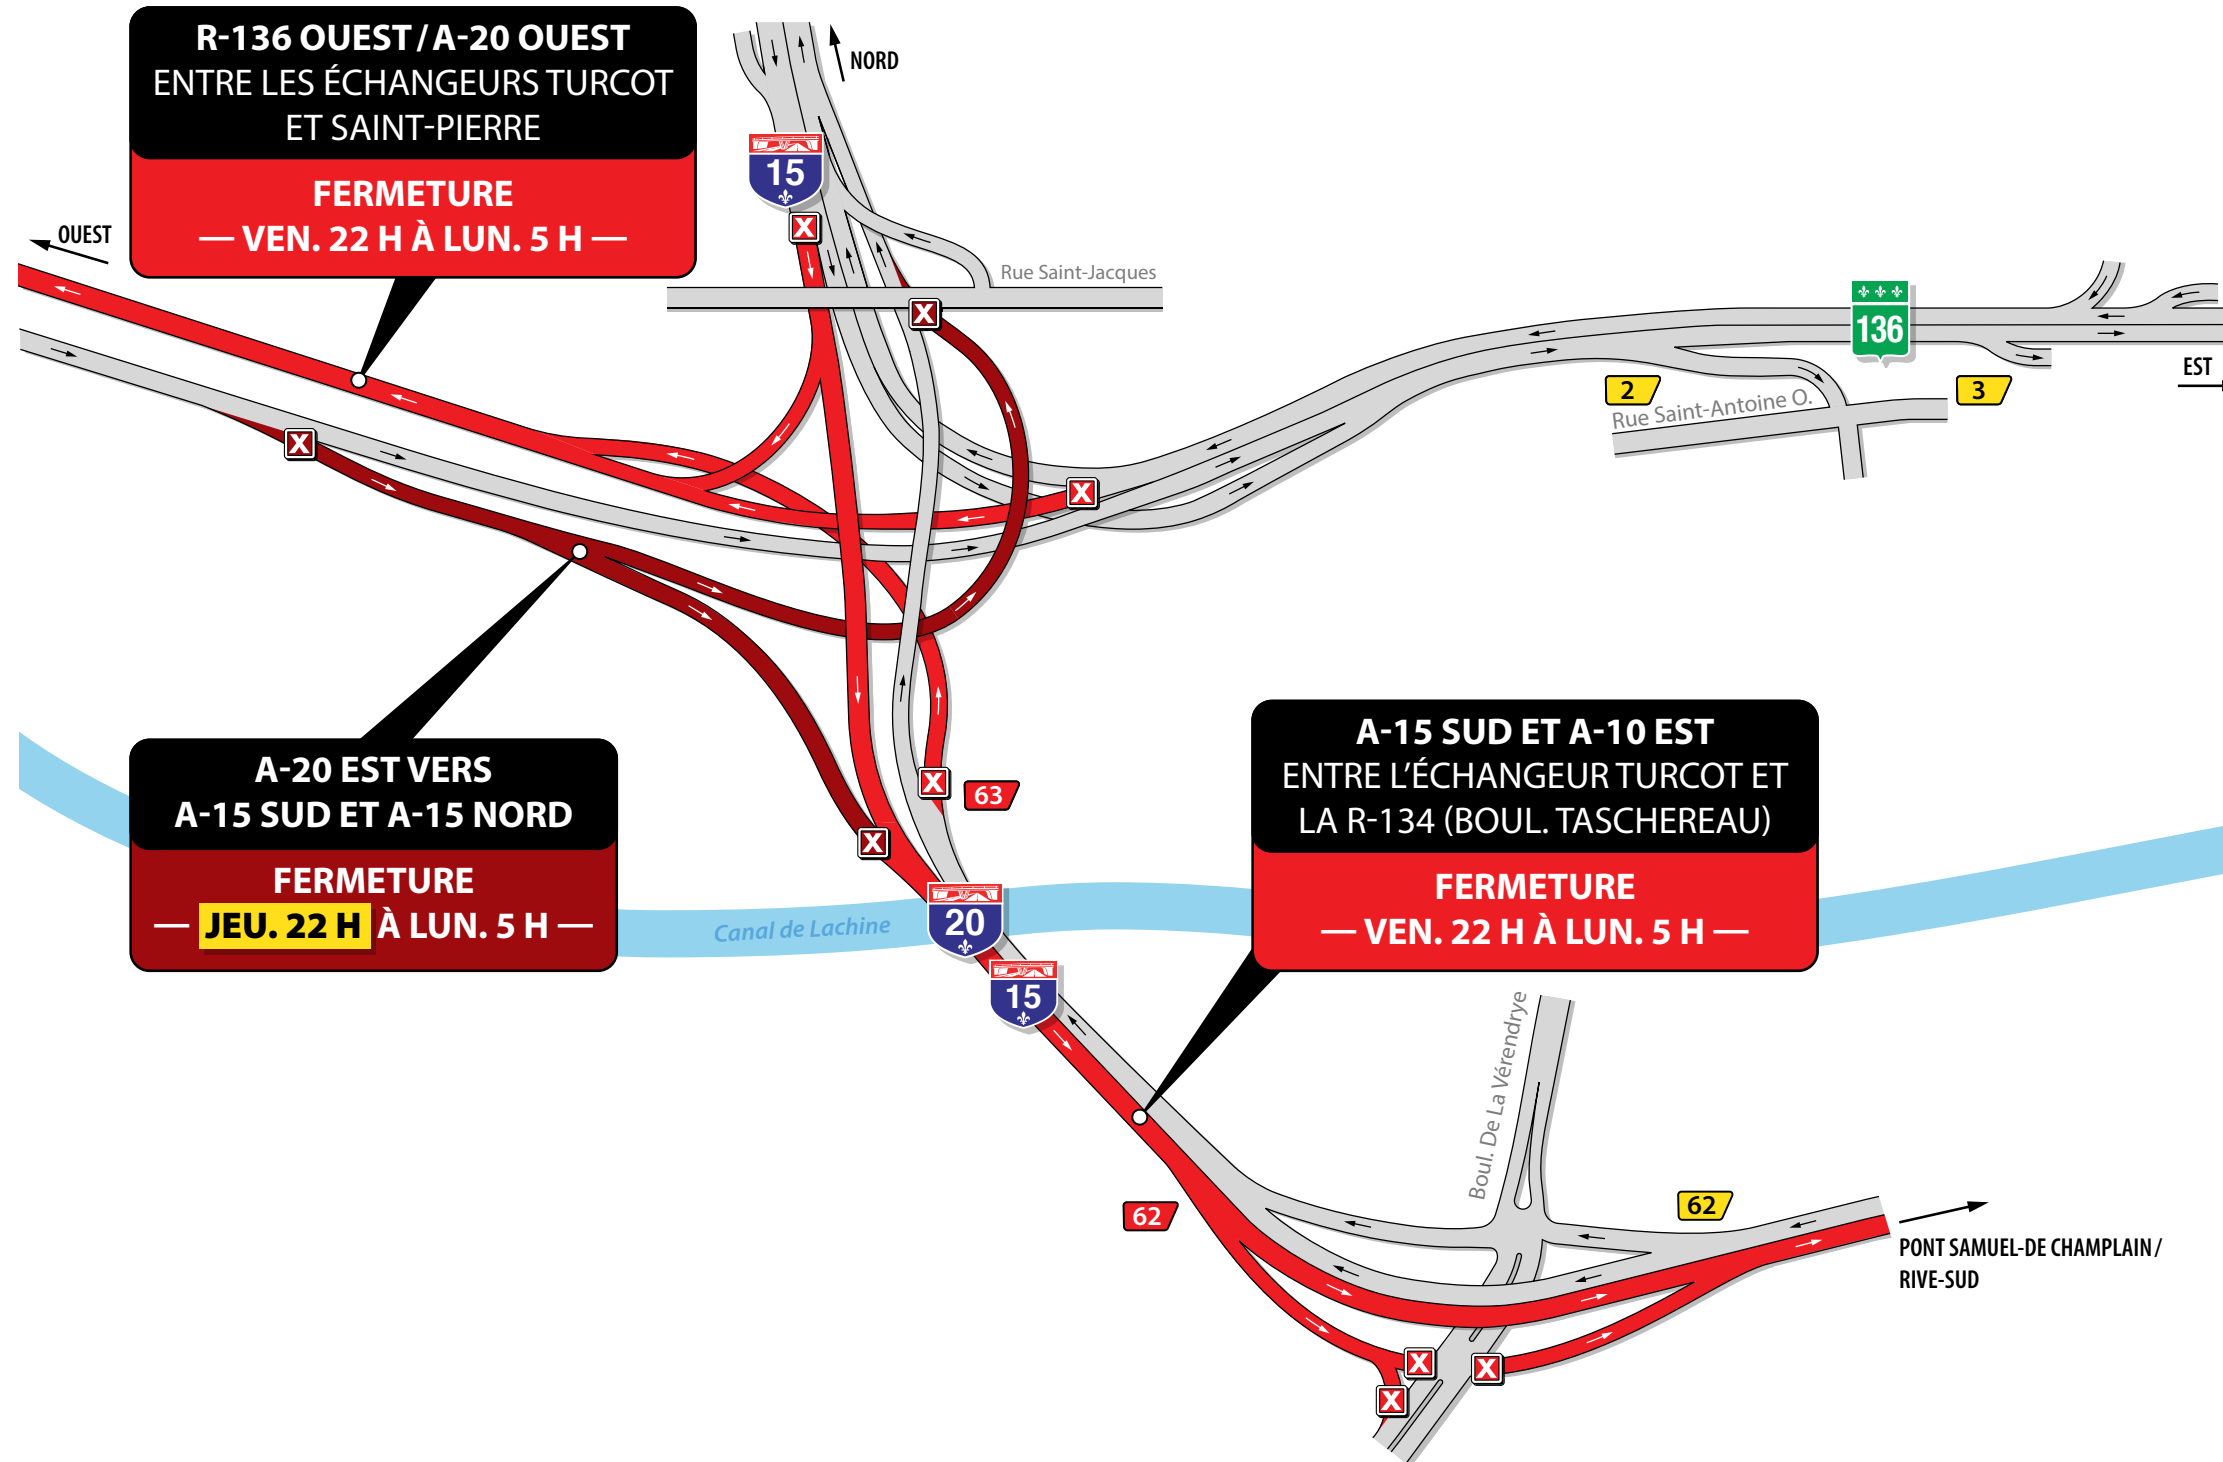 R-136 OUEST / A-20 OUEST
ENTRE LES ÉCHANGEURS TURCOT
ET SAINT-PIERRE
FERMETURE
— VEN. 22 H À LUN. 5 H —
NORD
15
OUEST
Rue Saint-Jacques
136
EST
2
3
Rue Saint-Antoine O.
A-20 EST VERS
A-15 SUD ET A-15 NORD
FERMETURE
— JEU. 22 H À LUN. 5 H —
63
A-15 SUD ET A-10 EST
ENTRE L'ÉCHANGEUR TURCOT ET
LA R-134 (BOUL. TASCHEREAU)
FERMETURE
— VEN. 22 H À LUN. 5 H —
Canal de Lachine
20
15
Boul. De La Vérendrye
62
62
PONT SAMUEL-DE CHAMPLAIN /
RIVE-SUD
X
X
X
X
X
X
X
X
X